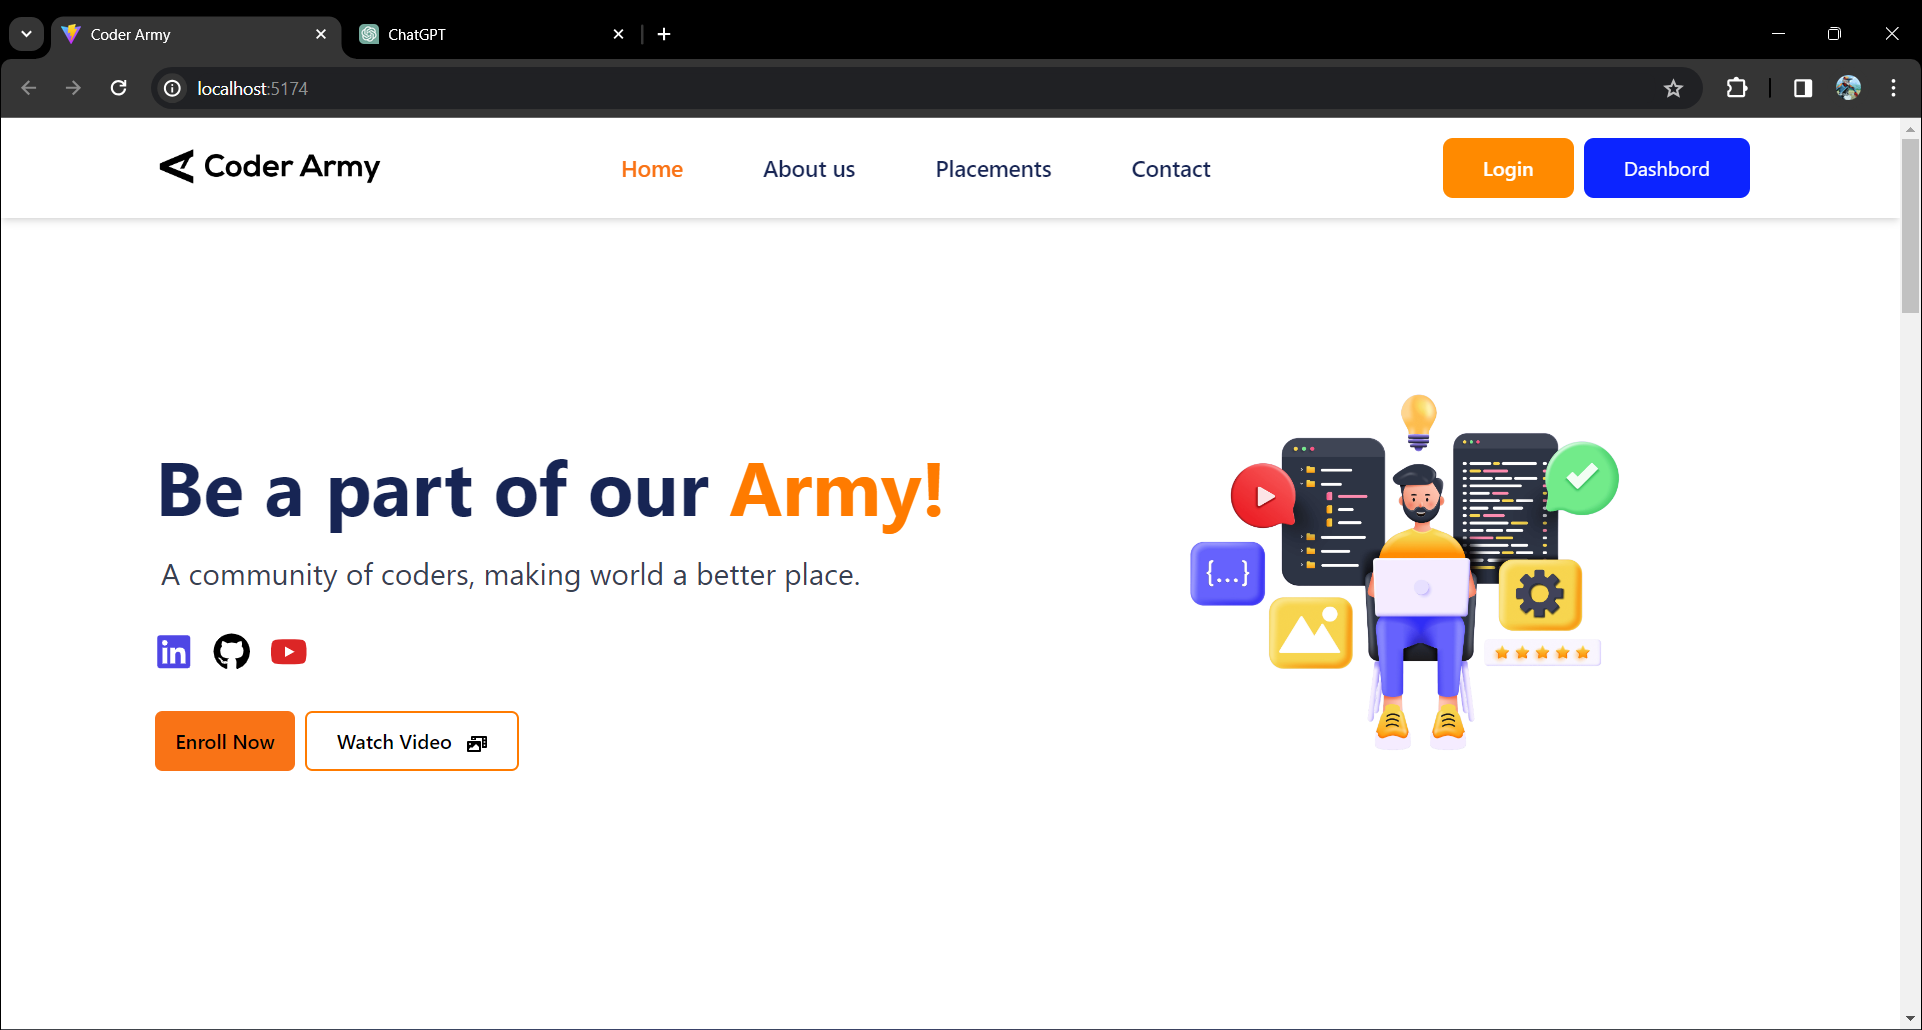 Coder Army
ChatGPT
localhost:5174
Coder Army
Home
About us
Placements
Contact
Login
Dashbord
Be a part of our Army!
A community of coders, making world a better place.
in
{...}
Enroll Now
Watch Video